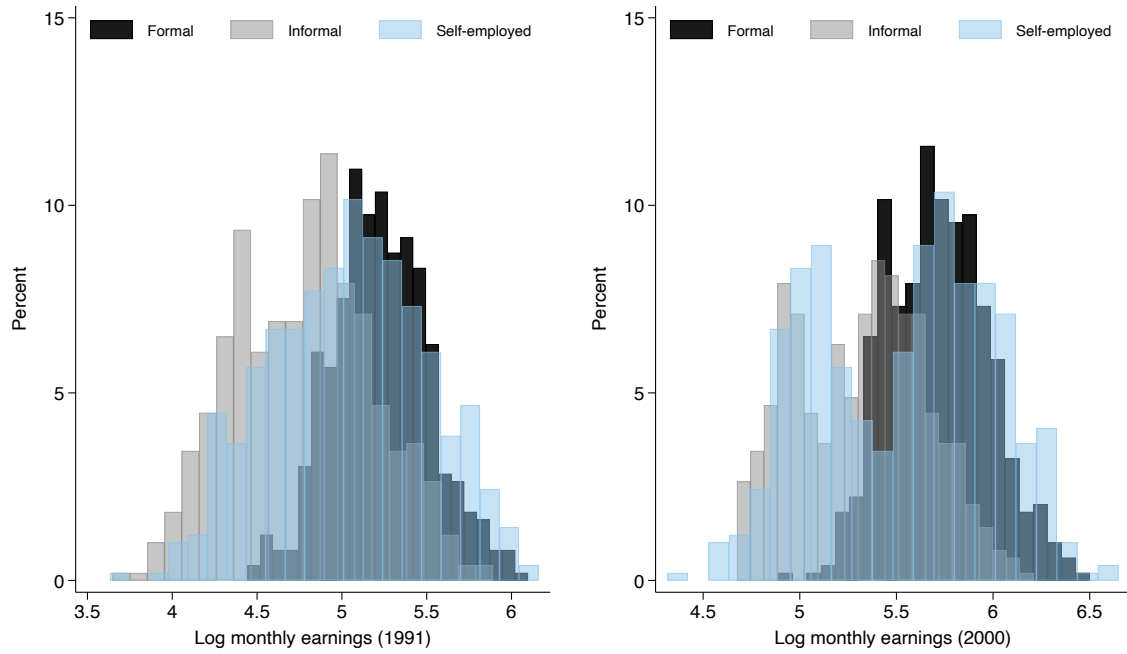 15
10
5
0
Percent
3.5 4 4.5 5 5.5 6
Log monthly earnings (1991)
Formal Informal Self-employed
15
10
5
0
Percent
4.5 5 5.5 6 6.5
Log monthly earnings (2000)
Formal Informal Self-employed